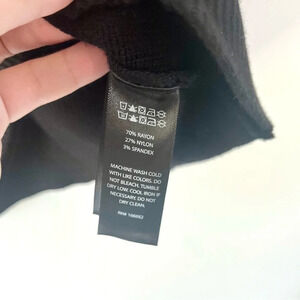 70% RAYON
27% NYLON
3% SPANDEX
MACHINE WASH COLD
WITH LIKE COLORS. DO
NOT BLEACH. TUMBLE
DRY LOW. COOL IRON IF
NECESSARY. DO NOT
DRY CLEAN.
RN#